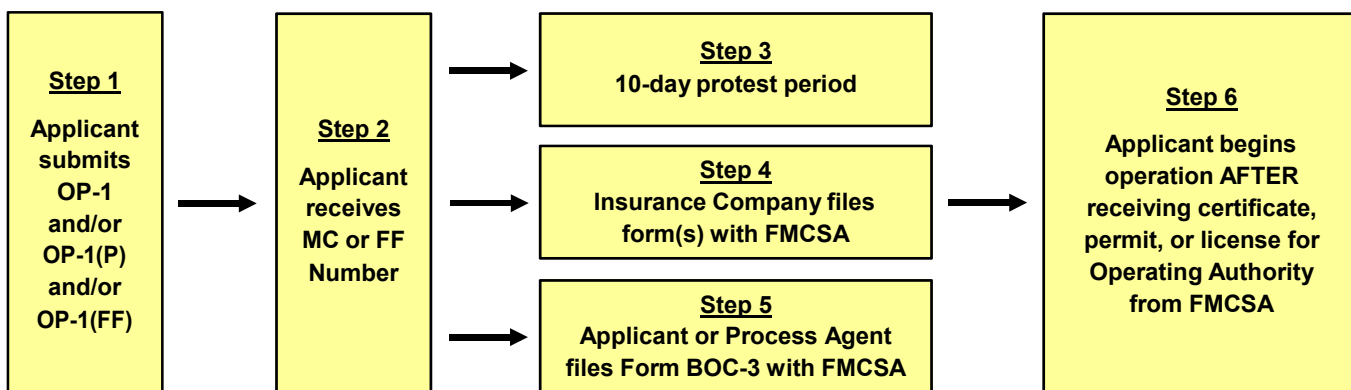 Step 1
Applicant
submits
OP-1
and/or
OP-1(P)
and/or
OP-1(FF)
Step 2
Applicant
receives
MC or FF
Number
Step 3
10-day protest period
Step 4
Insurance Company files
form(s) with FMCSA
Step 5
Applicant or Process Agent
files Form BOC-3 with FMCSA
Step 6
Applicant begins
operation AFTER
receiving certificate,
permit, or license for
Operating Authority
from FMCSA